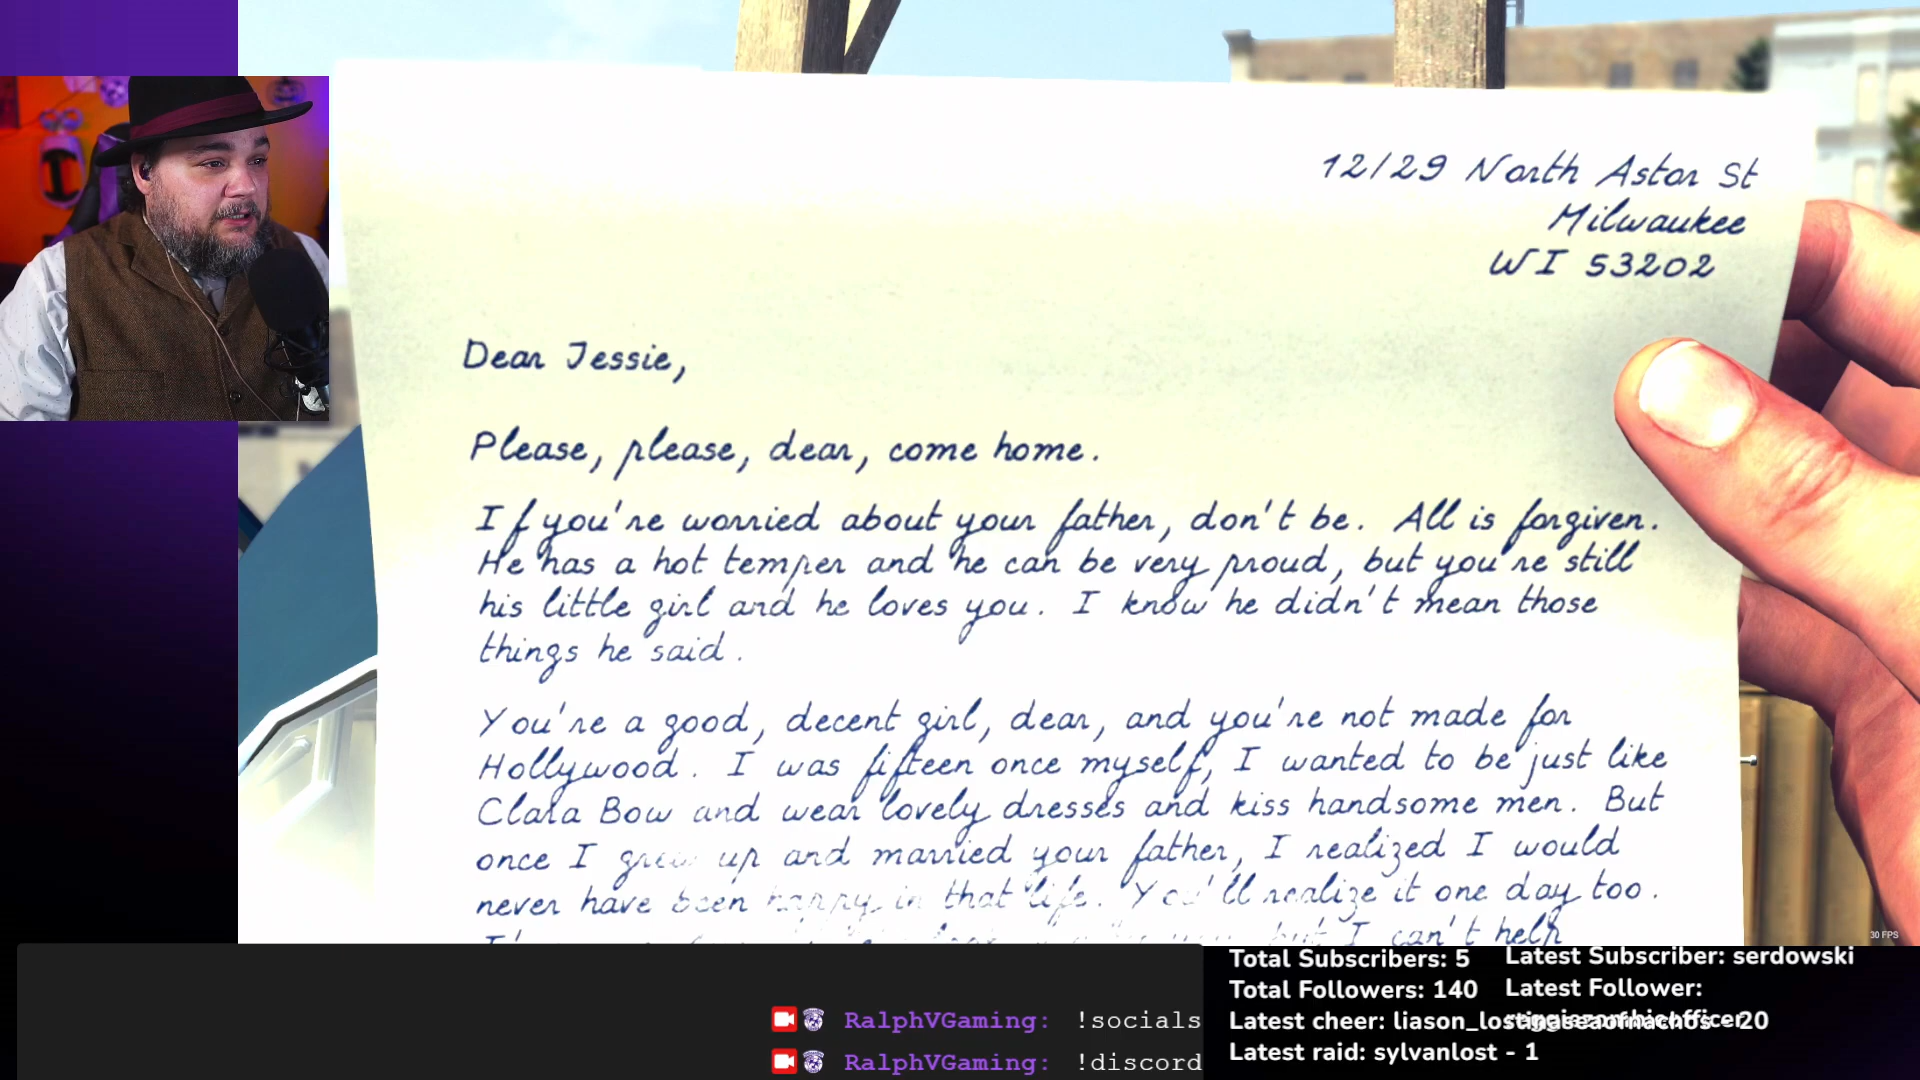 12/29 North Astor St
Milwaukee
WI 53202
Dear Jessie,
Please, please, dear, come home.
If you're worried about your father, don't be. All is forgiven.
He has a hot temper and he can be very proud, but you're still
his little girl and he loves you. I know he didn't mean those
things he said.
You're a good, decent girl, dear, and you're not made for
Hollywood. I was fifteen once myself, I wanted to be just like
Clara Bow and wear lovely dresses and kiss handsome men. But
once I grew up and married your father, I realized I would
never have been happy in that life. You'll realize it one day too.
but I can't help
30 FPS
RalphVGaming: !socials
RalphVGaming: !discord
Total Subscribers: 5
Total Followers: 140
Latest cheer: - 20
Latest raid: sylvanlost - 1
Latest Subscriber: serdowski
Latest Follower: